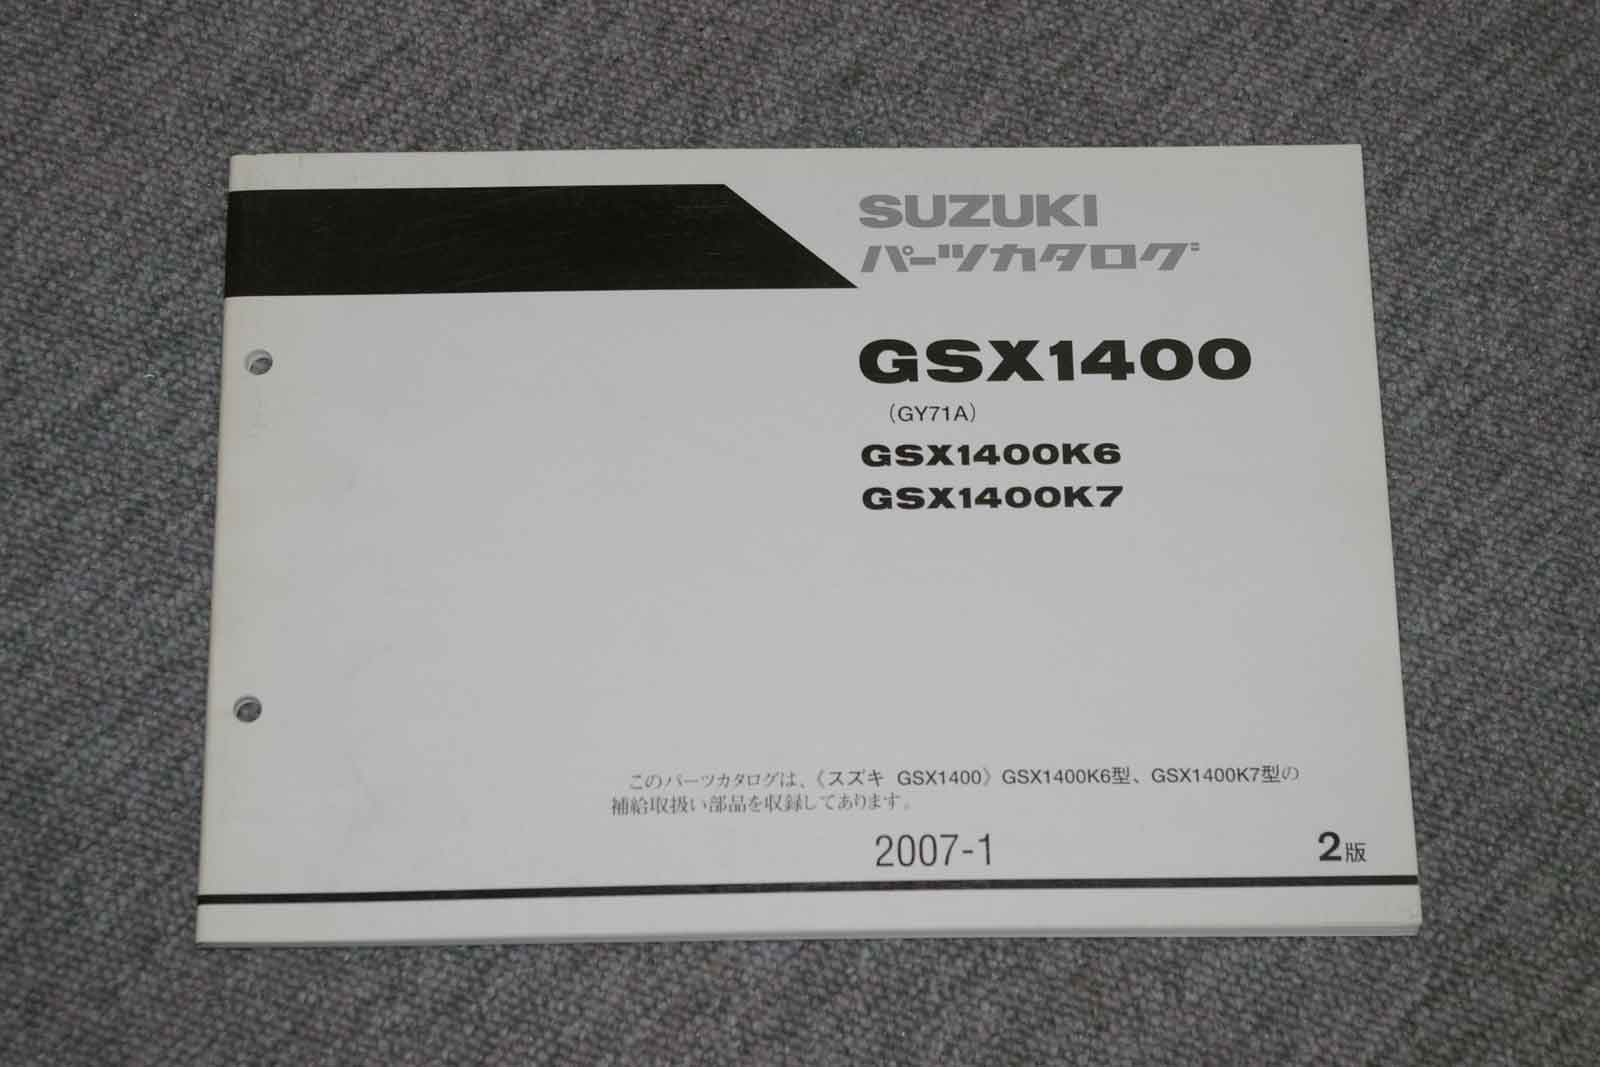 SUZUKI
パーツカタログ
GSX1400
(GY71A)
GSX1400K6
GSX1400K7
このパーツカタログは、《スズキ GSX1400》GSX1400K6型、GSX1400K7型の
補給取扱い部品を収録してあります。
2007-1
2版